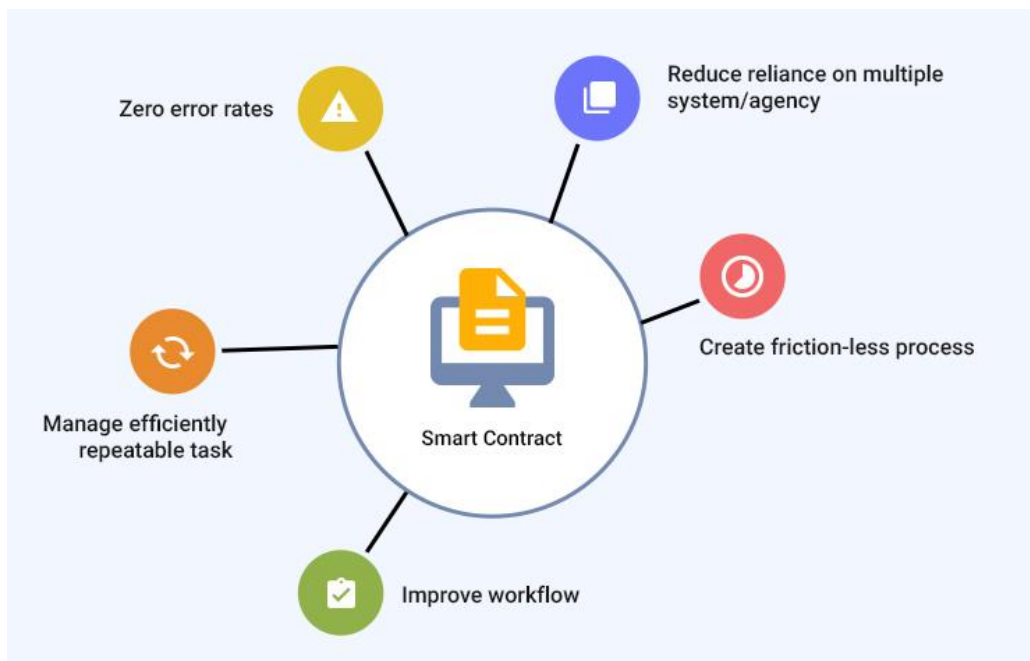 Zero error rates
Reduce reliance on multiple
system/agency
Create friction-less process
Manage efficiently
repeatable task
Smart Contract
Improve workflow